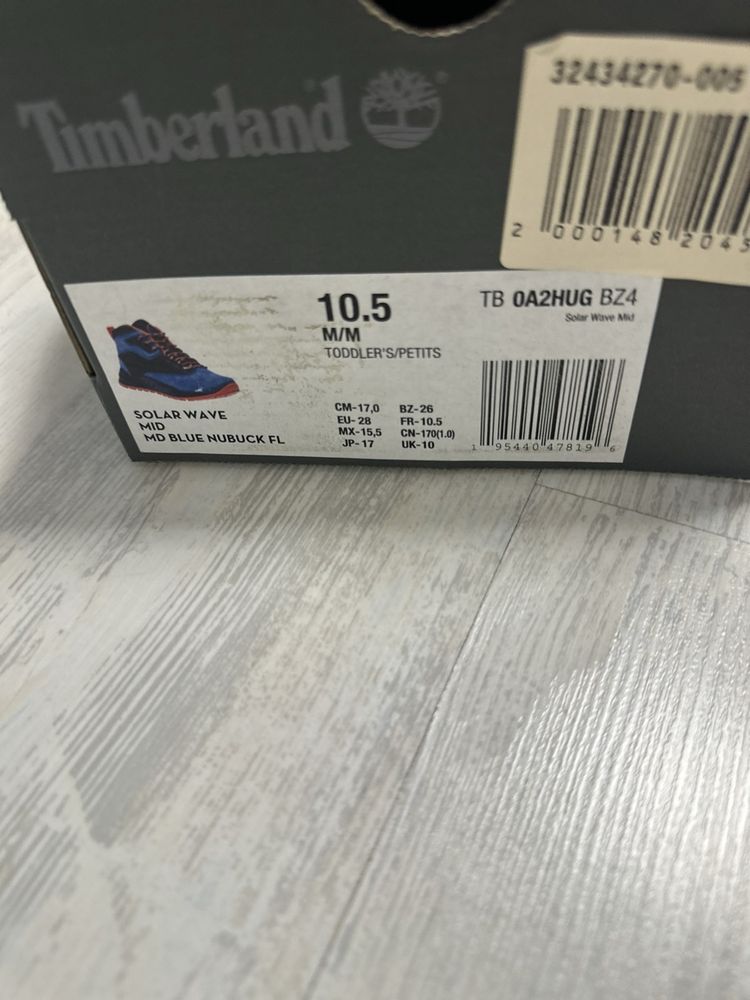 Timberland
32434270-005
2 000148 2045
10.5
M/M
TODDLER'S/PETITS
TB 0A2HUG BZ4
Solar Wave Mid
SOLAR WAVE
MID
MD BLUE NUBUCK FL
CM-17,0 BZ-26
EU-28 FR-10.5
MX-15,5 CN-170(1.0)
JP-17 UK-10
1 95440 47819 6